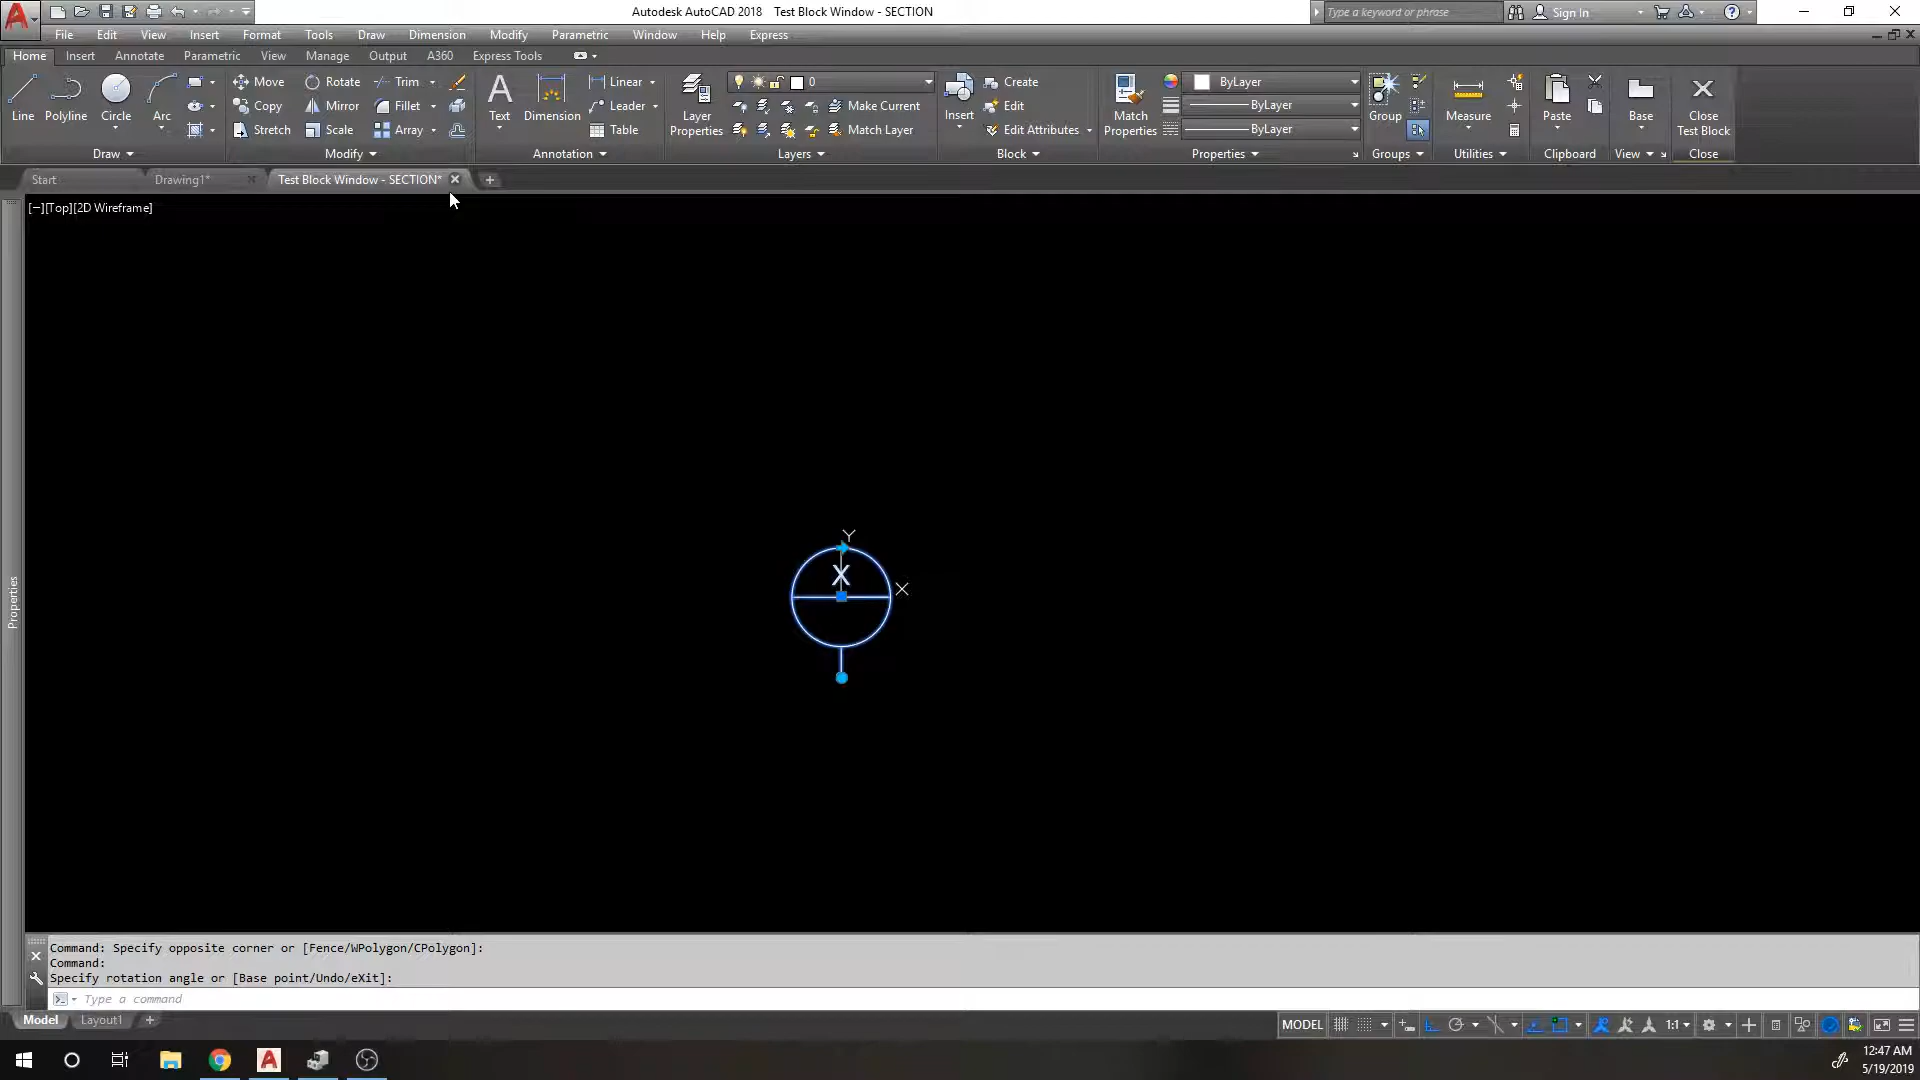 Autodesk AutoCAD 2018 Test Block Window - SECTION
Type a keyword or phrase
Sign In
File Edit View Insert Format Tools Draw Dimension Modify Parametric Window Help Express
Home Insert Annotate Parametric View Manage Output A360 Express Tools
Line Polyline Circle Arc
Move Rotate Trim
Copy Mirror Fillet
Stretch Scale Array
Text Dimension
Linear
Leader
Table
Layer Properties
0
Make Current
Match Layer
Insert
Create
Edit
Edit Attributes
Match Properties
ByLayer
ByLayer
ByLayer
Group
Measure
Paste
Base
Close Test Block
Draw Modify Annotation Layers Block Properties Groups Utilities Clipboard View Close
Start Drawing1* Test Block Window - SECTION*
[−][Top][2D Wireframe]
Y
X
X
Properties
Command: Specify opposite corner or [Fence/WPolygon/CPolygon]:
Command:
Specify rotation angle or [Base point/Undo/eXit]:
Type a command
Model Layout1
MODEL 1:1
12:47 AM
5/19/2019